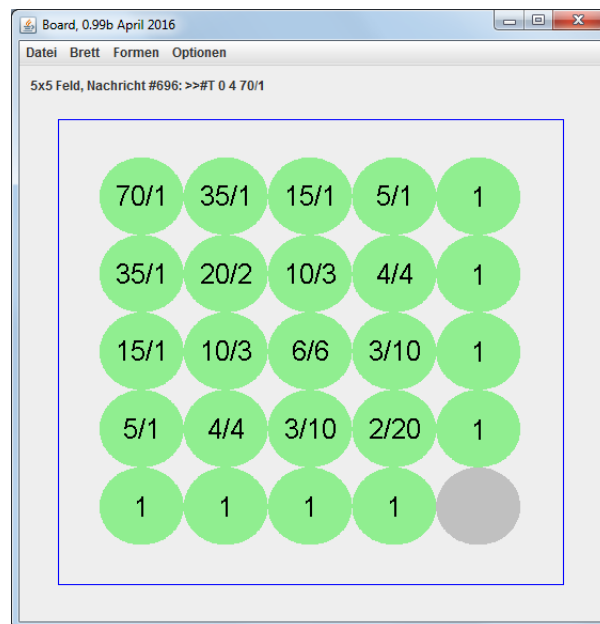 Board, 0.99b April 2016
Datei Brett Formen Optionen
5x5 Feld, Nachricht #696: >>#T 0 4 70/1
70/1 35/1 15/1 5/1 1
35/1 20/2 10/3 4/4 1
15/1 10/3 6/6 3/10 1
5/1 4/4 3/10 2/20 1
1 1 1 1